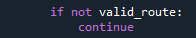 if not valid_route:
    continue